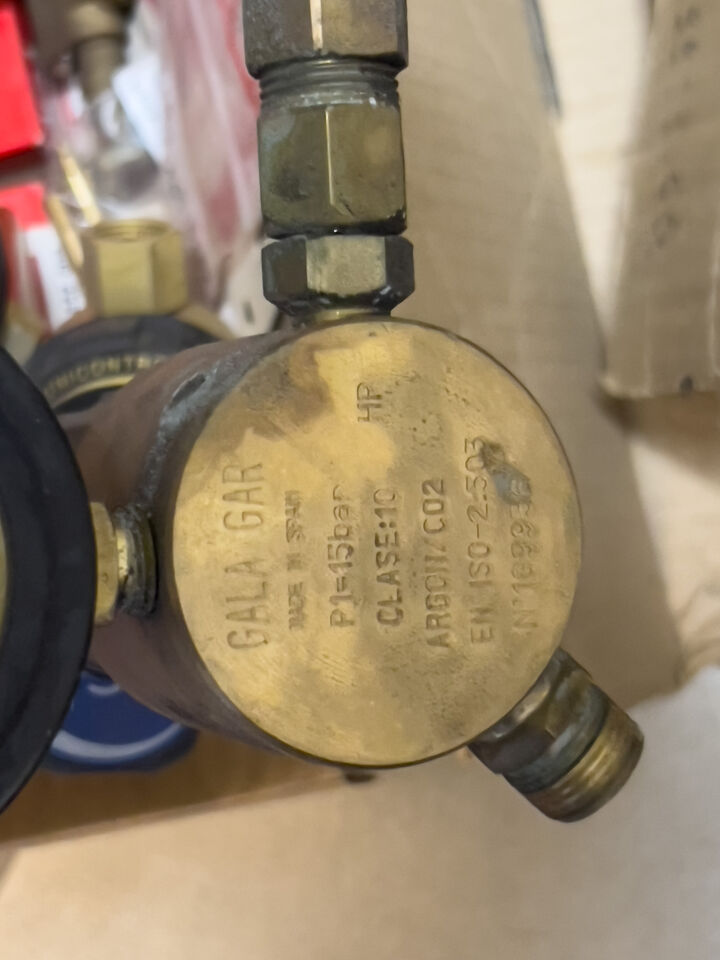 GALA GAR
MADE IN SPAIN
P1=15bar HP
CLASE:10
ARGON/CO2
EN ISO-2.503